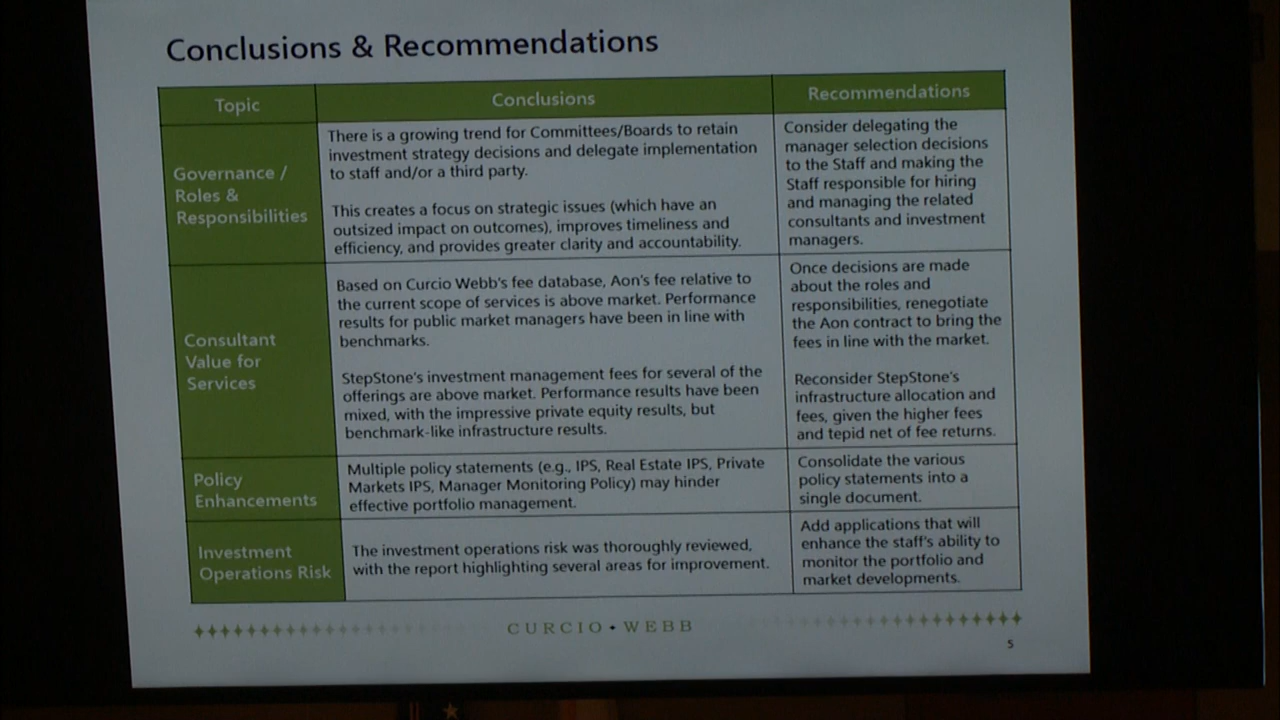 Conclusions & Recommendations
Topic
Conclusions
Recommendations
Governance /
Roles &
Responsibilities
There is a growing trend for Committees/Boards to retain
investment strategy decisions and delegate implementation
to staff and/or a third party.
This creates a focus on strategic issues (which have an
outsized impact on outcomes), improves timeliness and
efficiency, and provides greater clarity and accountability.
Consider delegating the
manager selection decisions
to the Staff and making the
Staff responsible for hiring
and managing the related
consultants and investment
managers.
Consultant
Value for
Services
Based on Curcio Webb's fee database, Aon's fee relative to
the current scope of services is above market. Performance
results for public market managers have been in line with
benchmarks.
StepStone's investment management fees for several of the
offerings are above market. Performance results have been
mixed, with the impressive private equity results, but
benchmark-like infrastructure results.
Once decisions are made
about the roles and
responsibilities, renegotiate
the Aon contract to bring the
fees in line with the market.
Reconsider StepStone's
infrastructure allocation and
fees, given the higher fees
and tepid net of fee returns.
Policy
Enhancements
Multiple policy statements (e.g., IPS, Real Estate IPS, Private
Markets IPS, Manager Monitoring Policy) may hinder
effective portfolio management.
Consolidate the various
policy statements into a
single document.
Investment
Operations Risk
The investment operations risk was thoroughly reviewed,
with the report highlighting several areas for improvement.
Add applications that will
enhance the staff's ability to
monitor the portfolio and
market developments.
CURCIO • WEBB
5